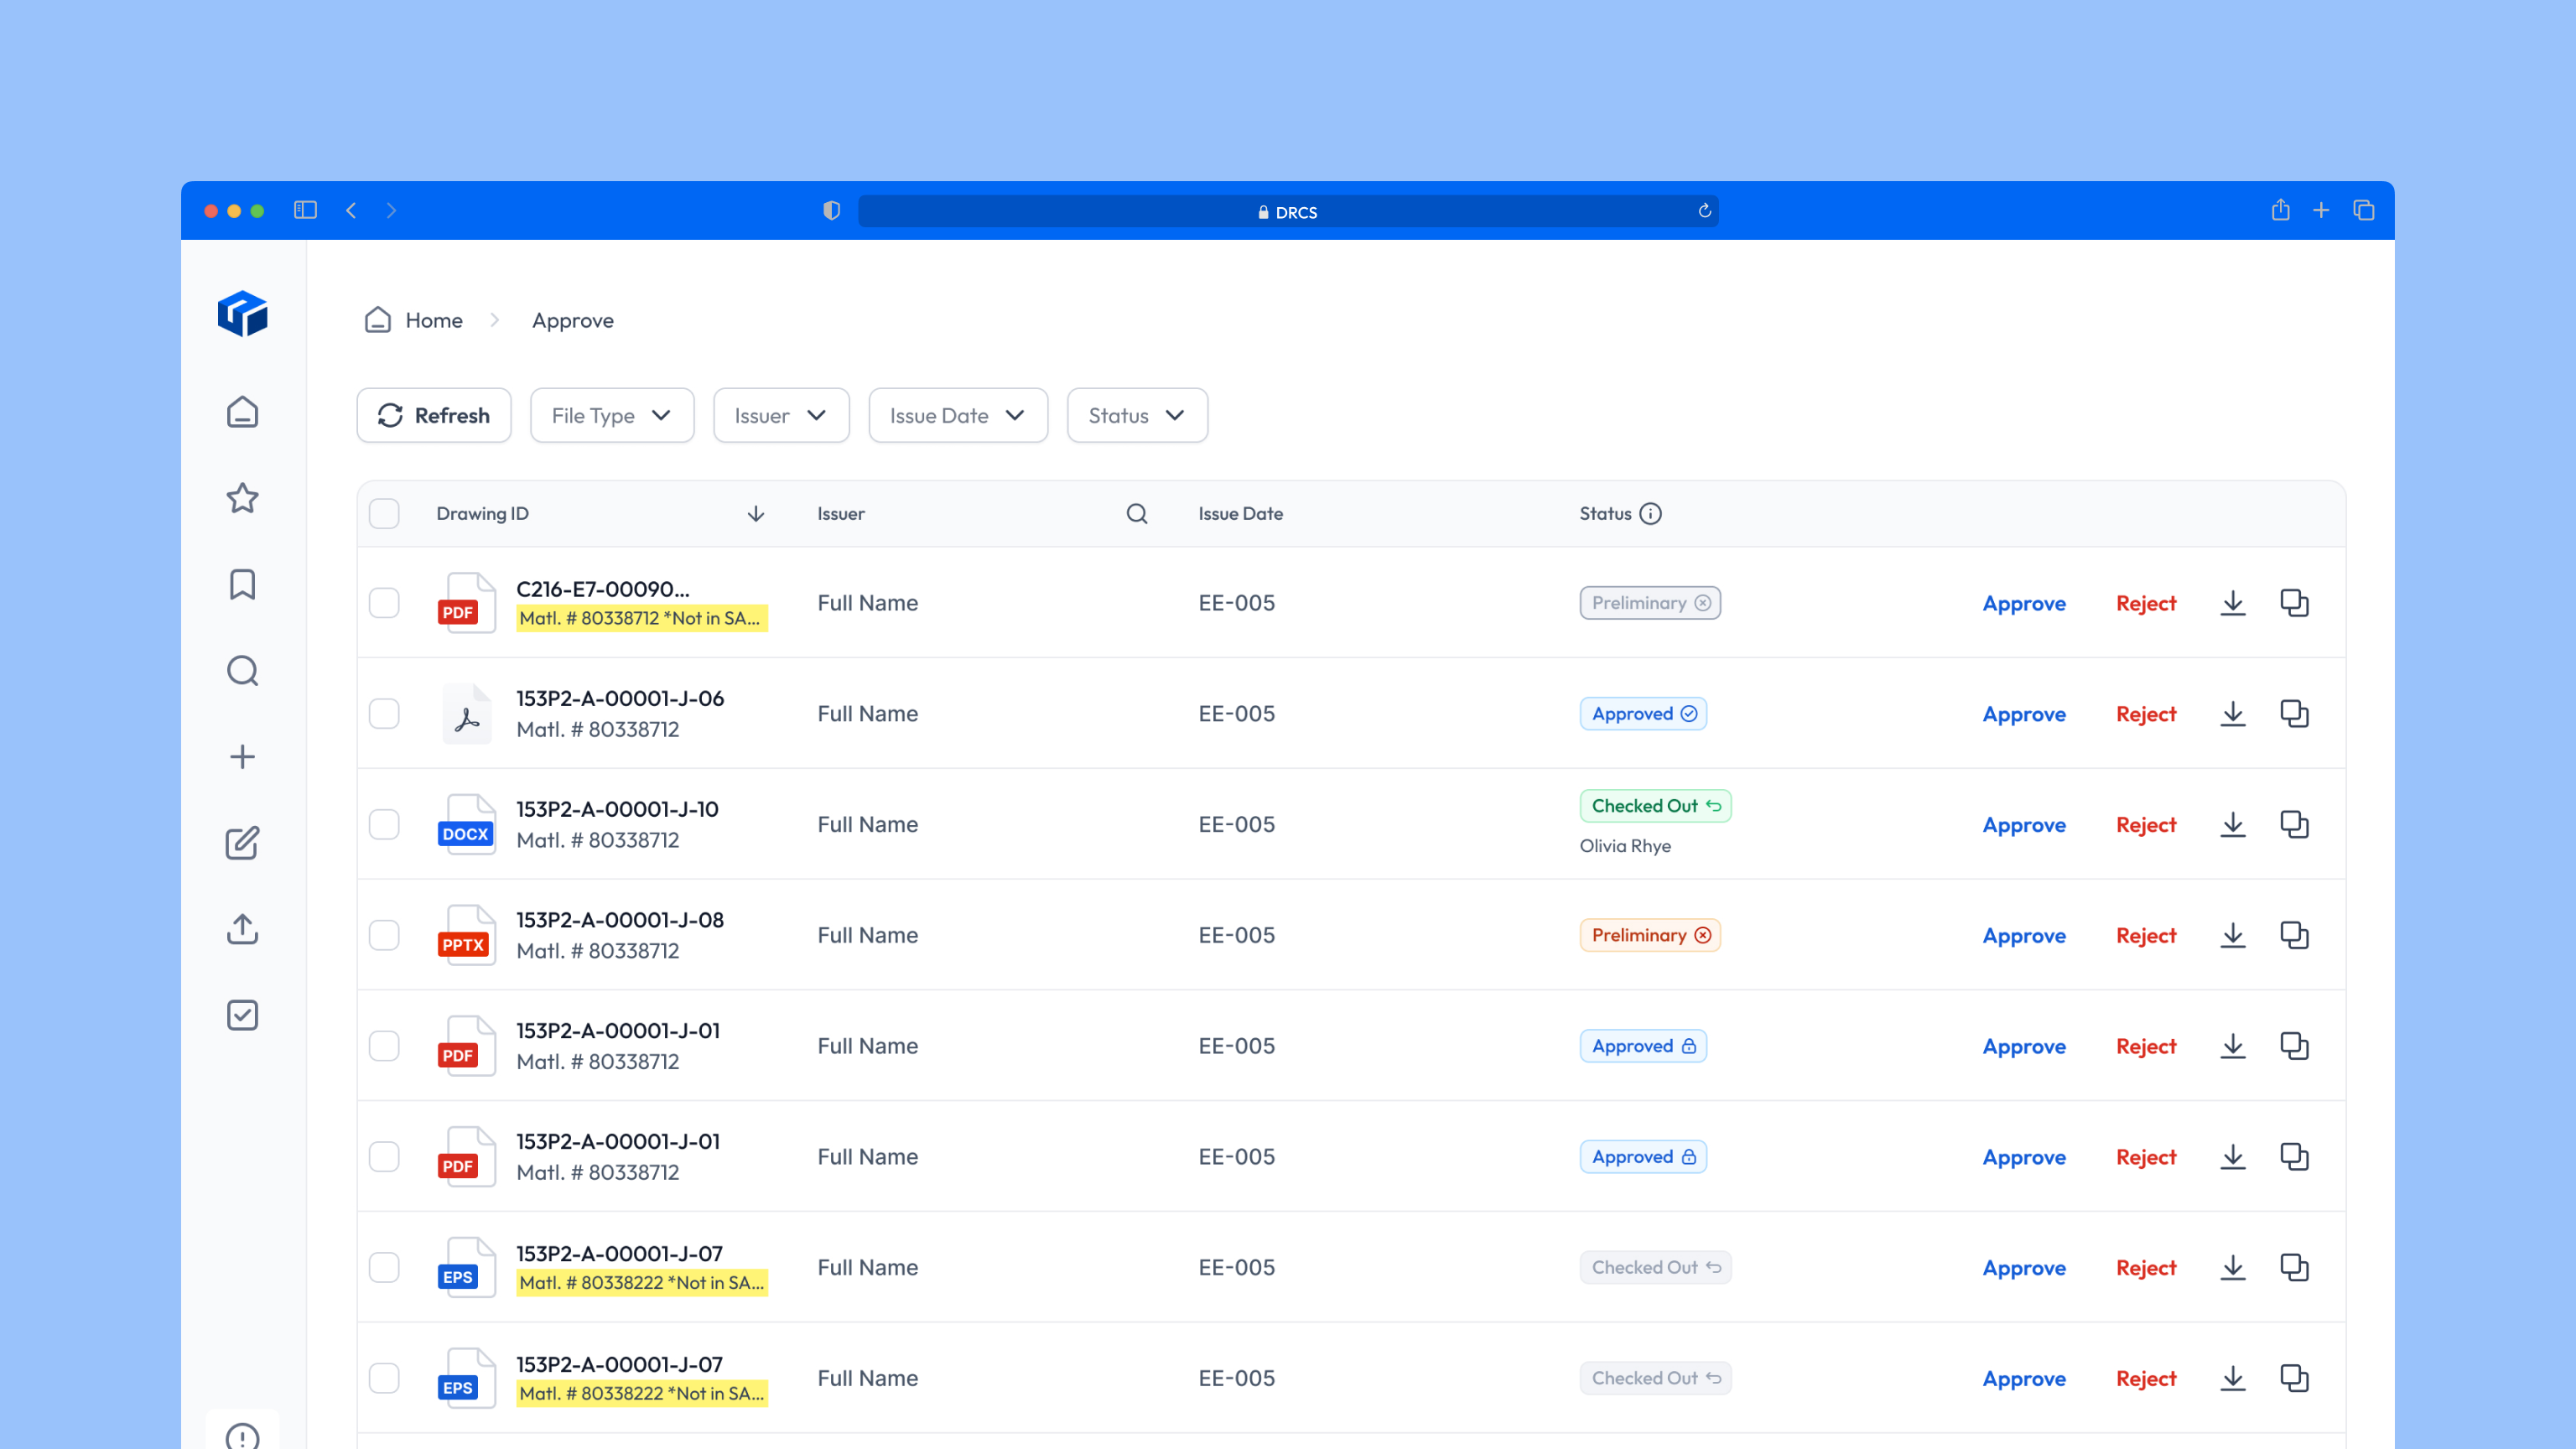 DRCS
Home Approve
Refresh File Type Issuer Issue Date Status
Drawing ID Issuer Issue Date Status
PDF C216-E7-00090... Full Name EE-005 Preliminary Approve Reject
Matl. # 80338712 *Not in SA...
153P2-A-00001-J-06 Full Name EE-005 Approved Approve Reject
Matl. # 80338712
DOCX 153P2-A-00001-J-10 Full Name EE-005 Checked Out Approve Reject
Matl. # 80338712 Olivia Rhye
PPTX 153P2-A-00001-J-08 Full Name EE-005 Preliminary Approve Reject
Matl. # 80338712
PDF 153P2-A-00001-J-01 Full Name EE-005 Approved Approve Reject
Matl. # 80338712
PDF 153P2-A-00001-J-01 Full Name EE-005 Approved Approve Reject
Matl. # 80338712
EPS 153P2-A-00001-J-07 Full Name EE-005 Checked Out Approve Reject
Matl. # 80338222 *Not in SA...
EPS 153P2-A-00001-J-07 Full Name EE-005 Checked Out Approve Reject
Matl. # 80338222 *Not in SA...